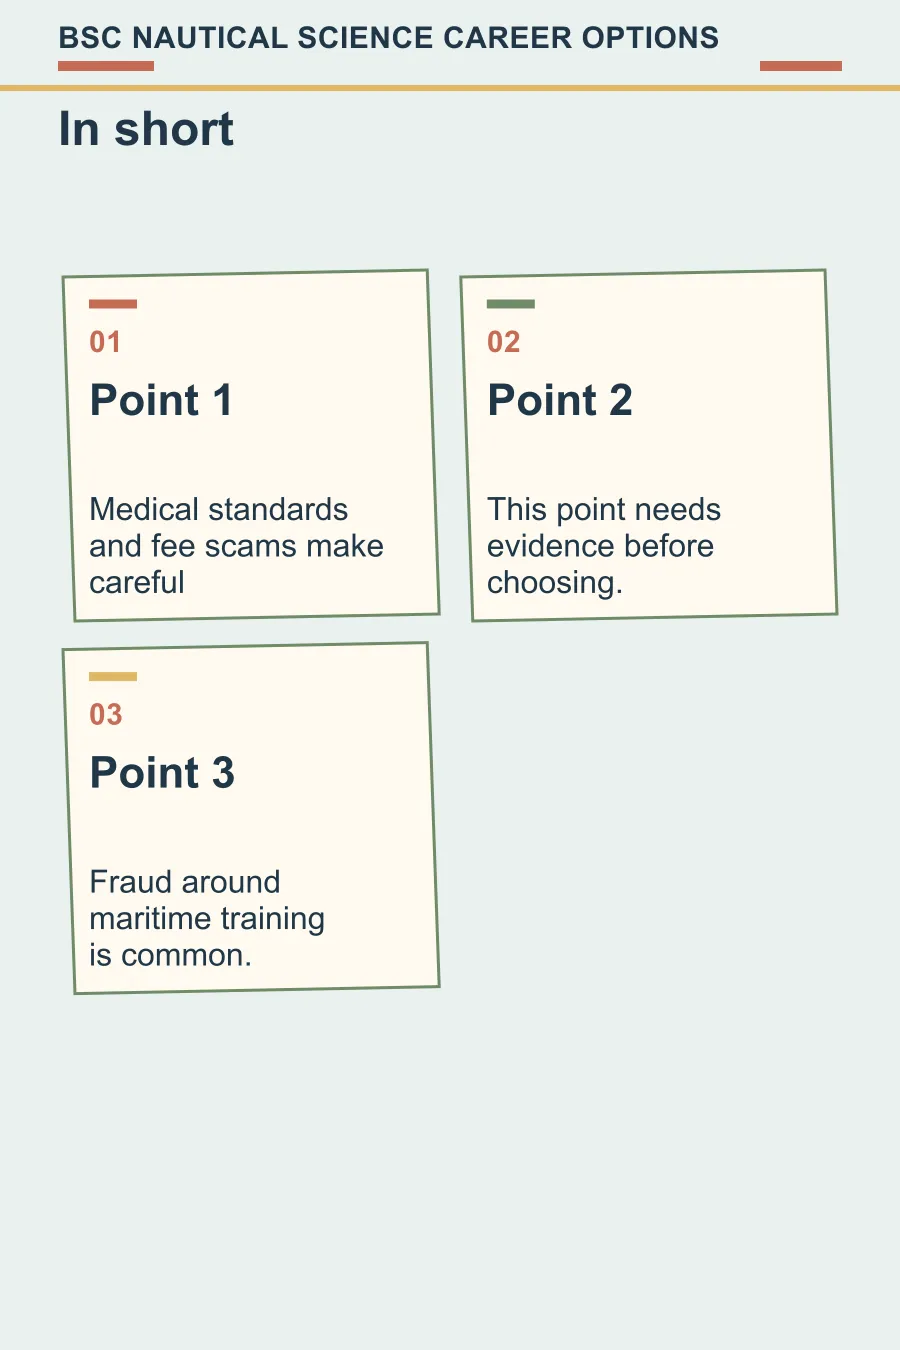 BSC NAUTICAL SCIENCE CAREER OPTIONS
In short
01
Point 1
Medical standards
and fee scams make
careful
02
Point 2
This point needs
evidence before
choosing.
03
Point 3
Fraud around
maritime training
is common.